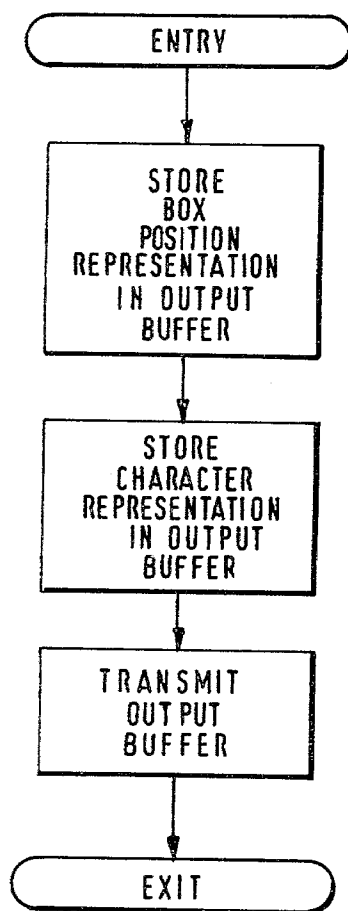 ENTRY
STORE
BOX
POSITION
REPRESENTATION
IN OUTPUT
BUFFER
STORE
CHARACTER
REPRESENTATION
IN OUTPUT
BUFFER
TRANSMIT
OUTPUT
BUFFER
EXIT